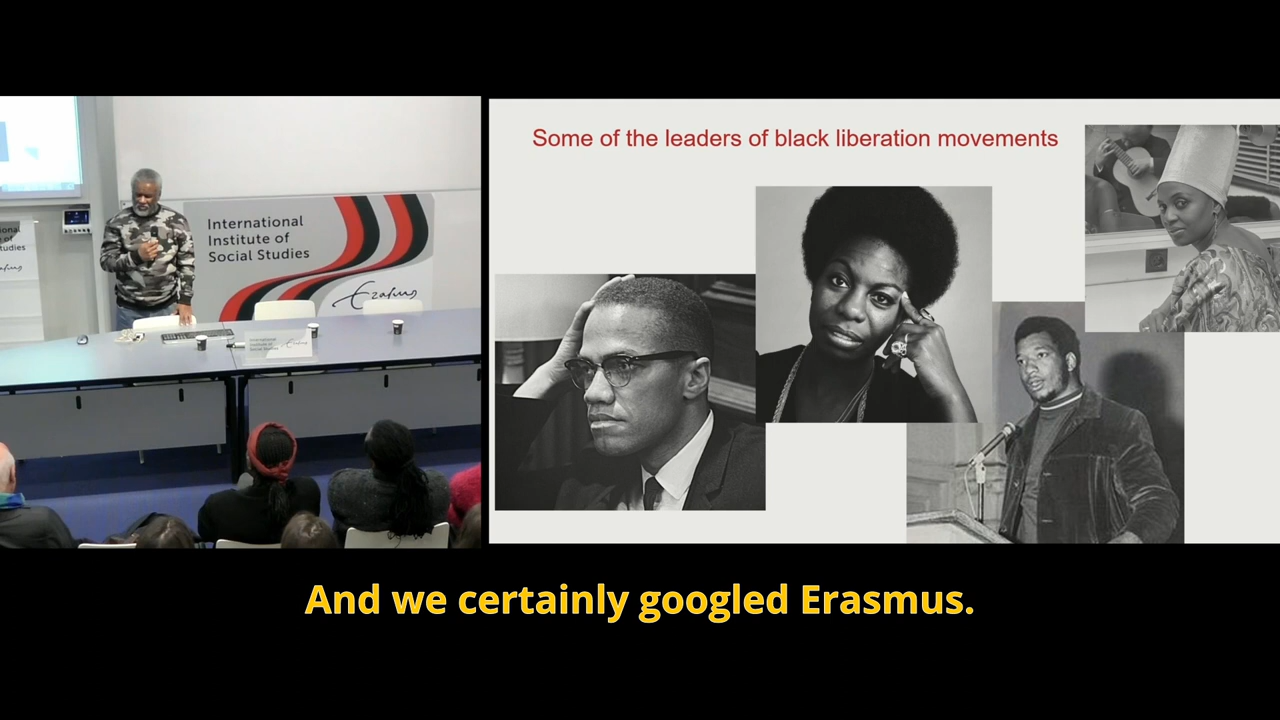 Some of the leaders of black liberation movements
International
Institute of
Social Studies
Erasmus
And we certainly googled Erasmus.